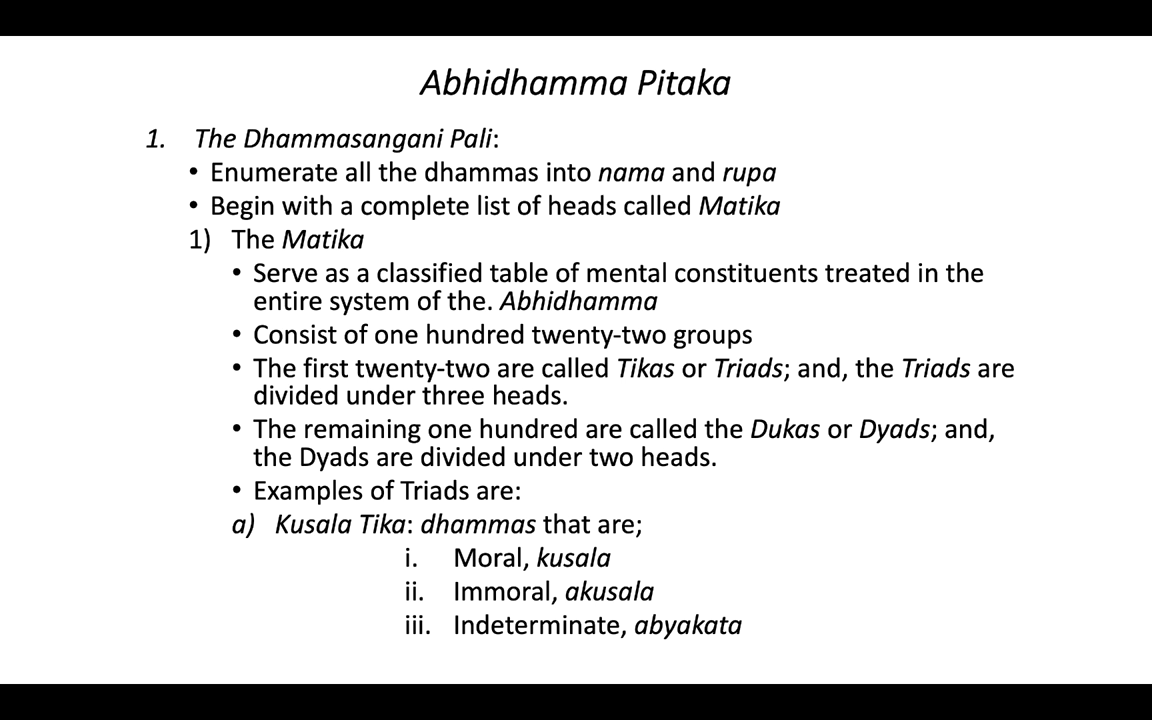 Abhidhamma Pitaka
1. The Dhammasangani Pali:
• Enumerate all the dhammas into nama and rupa
• Begin with a complete list of heads called Matika
1) The Matika
• Serve as a classified table of mental constituents treated in the
entire system of the. Abhidhamma
• Consist of one hundred twenty-two groups
• The first twenty-two are called Tikas or Triads; and, the Triads are
divided under three heads.
• The remaining one hundred are called the Dukas or Dyads; and,
the Dyads are divided under two heads.
• Examples of Triads are:
a) Kusala Tika: dhammas that are;
i. Moral, kusala
ii. Immoral, akusala
iii. Indeterminate, abyakata